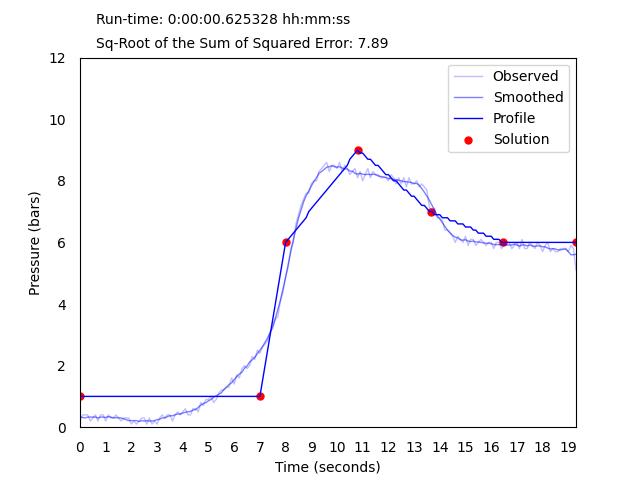 Run-time: 0:00:00.625328 hh:mm:ss
Sq-Root of the Sum of Squared Error: 7.89
Observed
Smoothed
Profile
Solution
Pressure (bars)
12
10
8
6
4
2
0
0 1 2 3 4 5 6 7 8 9 10 11 12 13 14 15 16 17 18 19
Time (seconds)